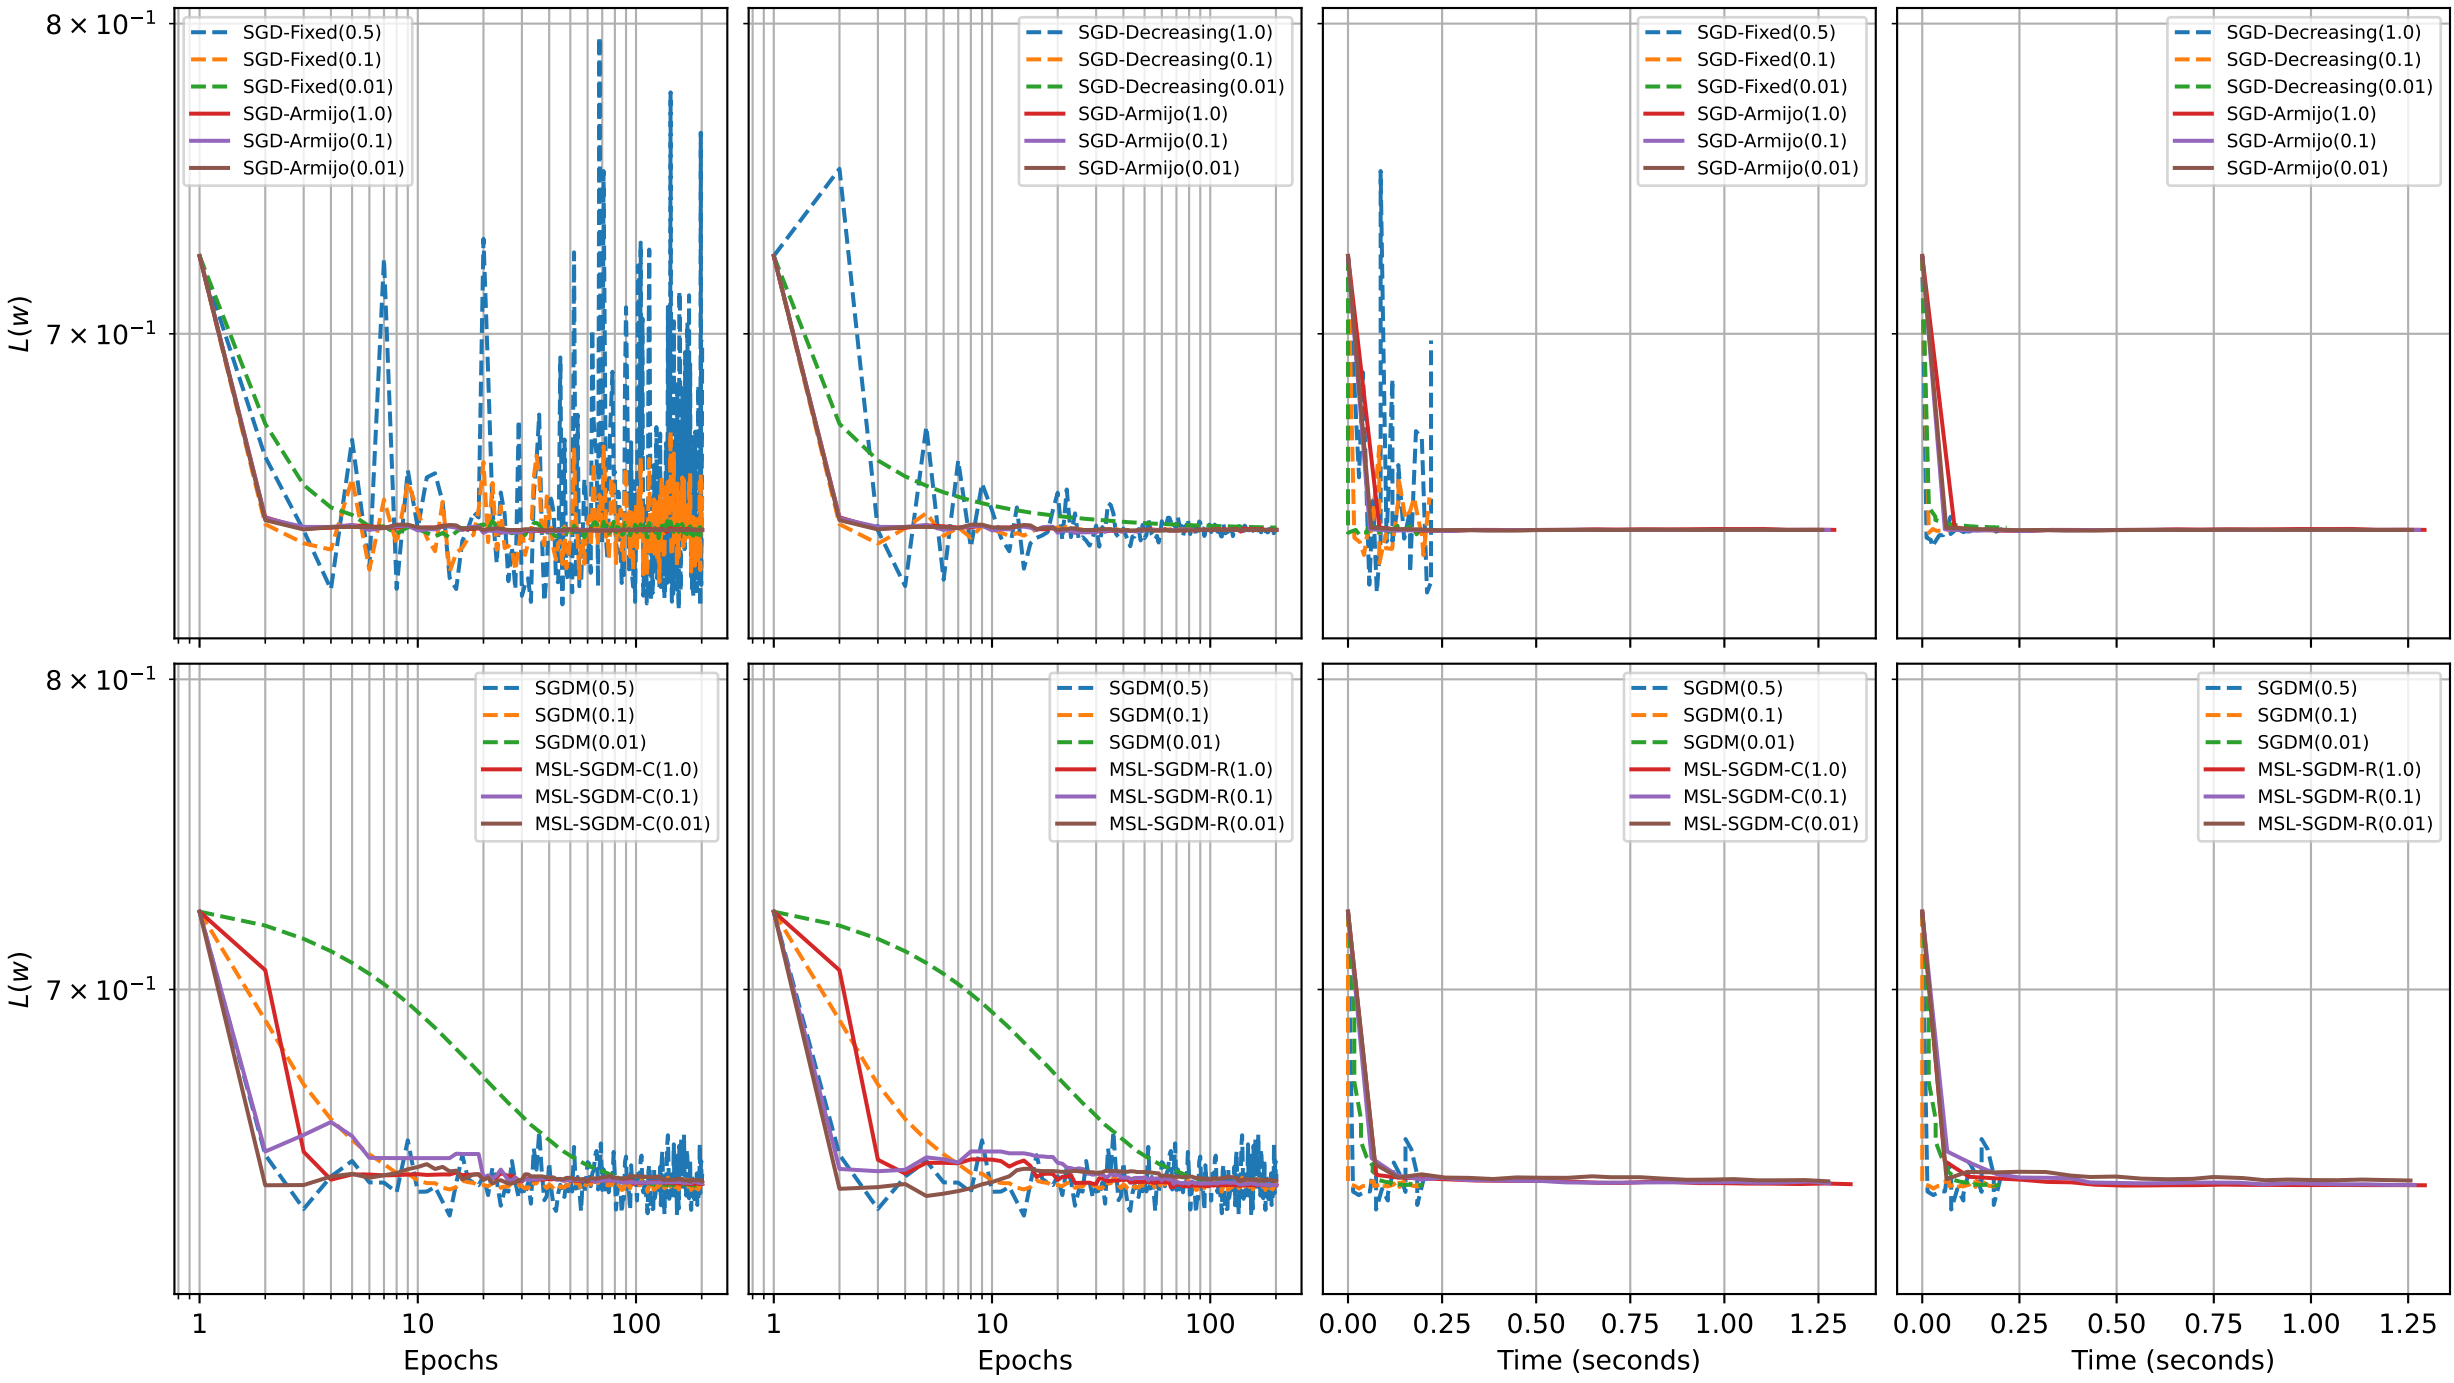 8 × 10⁻¹
7 × 10⁻¹
L(w)
SGD-Fixed(0.5)
SGD-Fixed(0.1)
SGD-Fixed(0.01)
SGD-Armijo(1.0)
SGD-Armijo(0.1)
SGD-Armijo(0.01)
SGD-Decreasing(1.0)
SGD-Decreasing(0.1)
SGD-Decreasing(0.01)
SGD-Armijo(1.0)
SGD-Armijo(0.1)
SGD-Armijo(0.01)
SGD-Fixed(0.5)
SGD-Fixed(0.1)
SGD-Fixed(0.01)
SGD-Armijo(1.0)
SGD-Armijo(0.1)
SGD-Armijo(0.01)
SGD-Decreasing(1.0)
SGD-Decreasing(0.1)
SGD-Decreasing(0.01)
SGD-Armijo(1.0)
SGD-Armijo(0.1)
SGD-Armijo(0.01)
8 × 10⁻¹
7 × 10⁻¹
L(w)
SGDM(0.5)
SGDM(0.1)
SGDM(0.01)
MSL-SGDM-C(1.0)
MSL-SGDM-C(0.1)
MSL-SGDM-C(0.01)
1 10 100
Epochs
SGDM(0.5)
SGDM(0.1)
SGDM(0.01)
MSL-SGDM-R(1.0)
MSL-SGDM-R(0.1)
MSL-SGDM-R(0.01)
1 10 100
Epochs
SGDM(0.5)
SGDM(0.1)
SGDM(0.01)
MSL-SGDM-C(1.0)
MSL-SGDM-C(0.1)
MSL-SGDM-C(0.01)
0.00 0.25 0.50 0.75 1.00 1.25
Time (seconds)
SGDM(0.5)
SGDM(0.1)
SGDM(0.01)
MSL-SGDM-R(1.0)
MSL-SGDM-R(0.1)
MSL-SGDM-R(0.01)
0.00 0.25 0.50 0.75 1.00 1.25
Time (seconds)